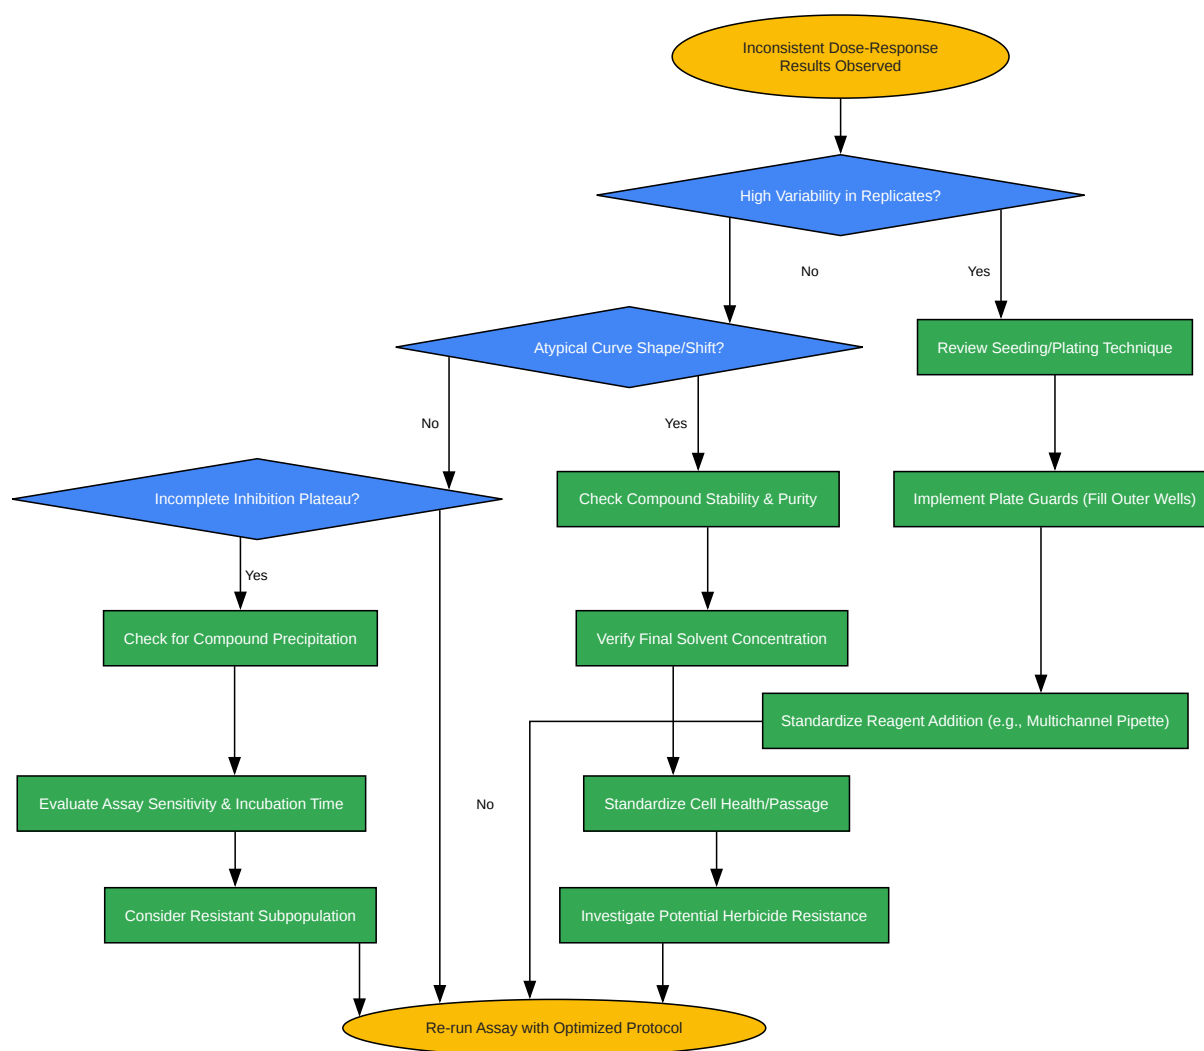 Inconsistent Dose-Response
Results Observed
High Variability in Replicates?
No
Yes
Atypical Curve Shape/Shift?
Review Seeding/Plating Technique
No
Yes
Incomplete Inhibition Plateau?
Check Compound Stability & Purity
Implement Plate Guards (Fill Outer Wells)
Yes
Check for Compound Precipitation
Verify Final Solvent Concentration
Standardize Reagent Addition (e.g., Multichannel Pipette)
Evaluate Assay Sensitivity & Incubation Time
No
Standardize Cell Health/Passage
Consider Resistant Subpopulation
Investigate Potential Herbicide Resistance
Re-run Assay with Optimized Protocol